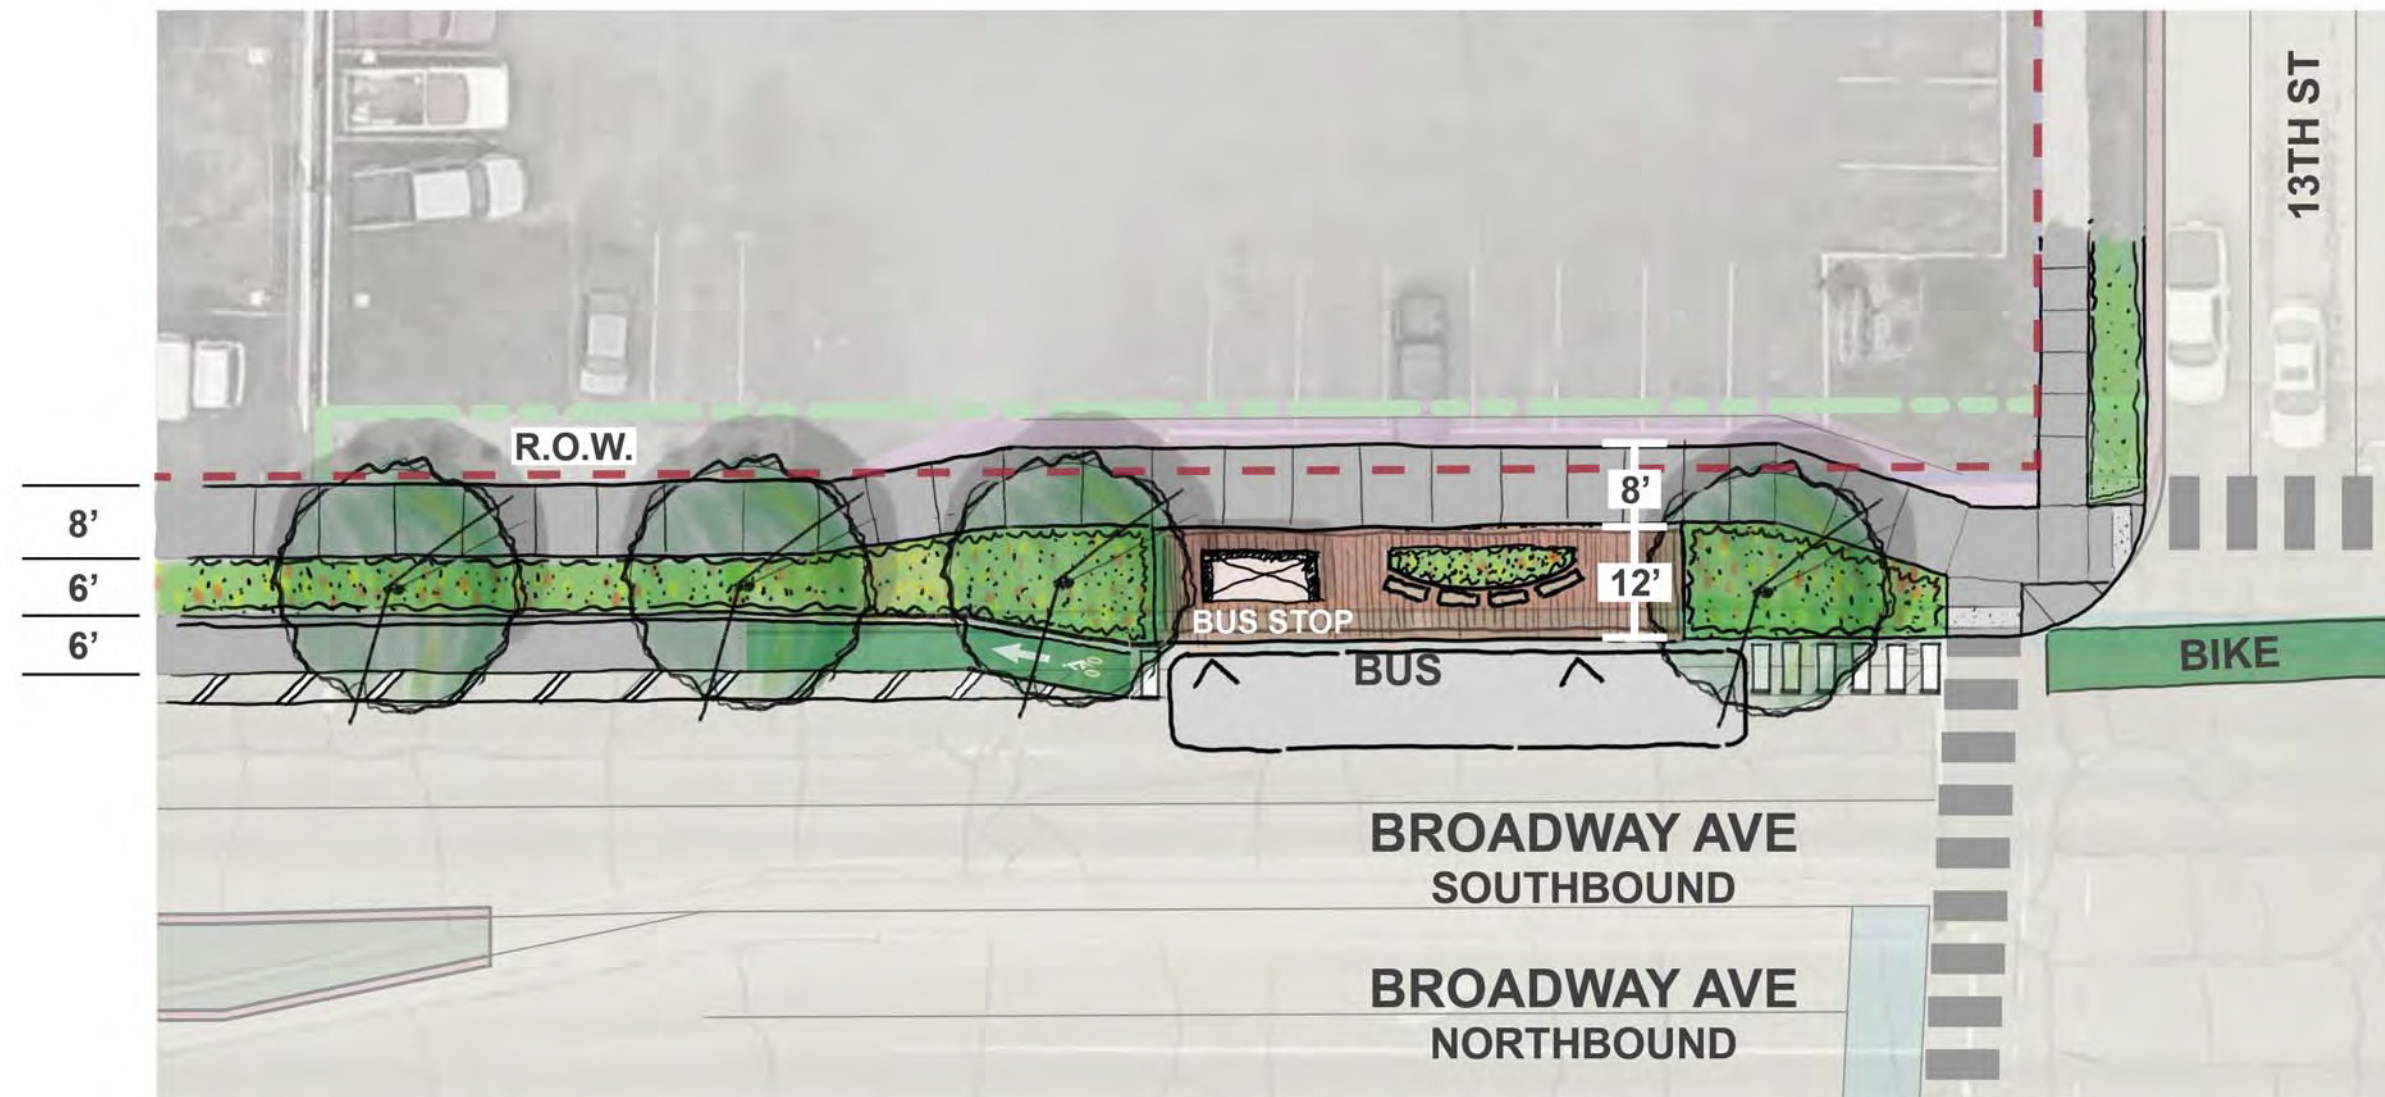 13TH ST
R.O.W.
8’
8’
6’
12’
6’
BUS STOP
BUS
BIKE
BROADWAY AVE
SOUTHBOUND
BROADWAY AVE
NORTHBOUND